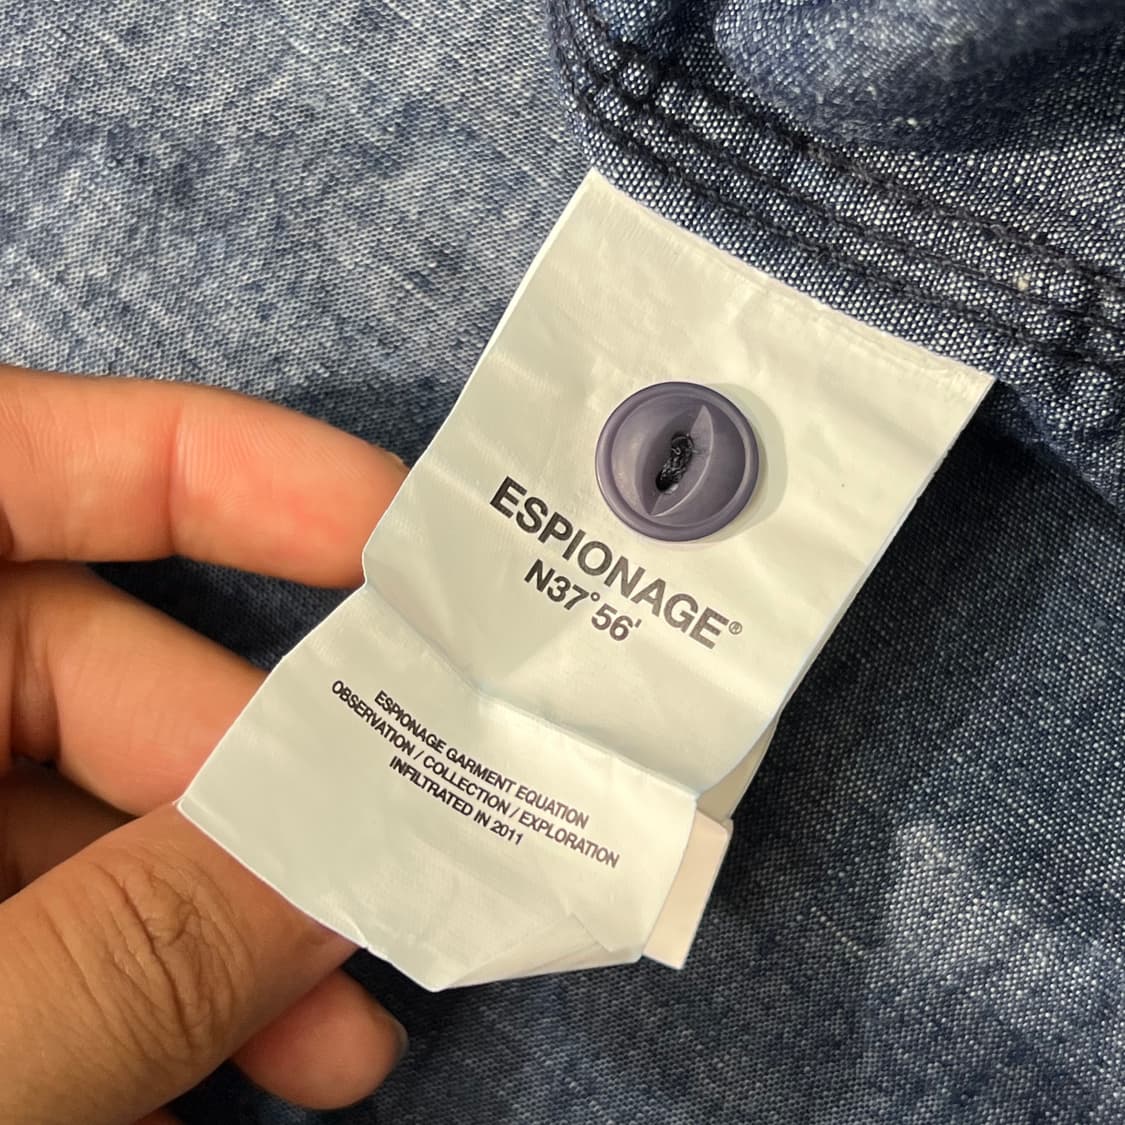 ESPIONAGE®
N37°56'
ESPIONAGE GARMENT EQUATION
OBSERVATION / COLLECTION / EXPLORATION
INFILTRATED IN 2011